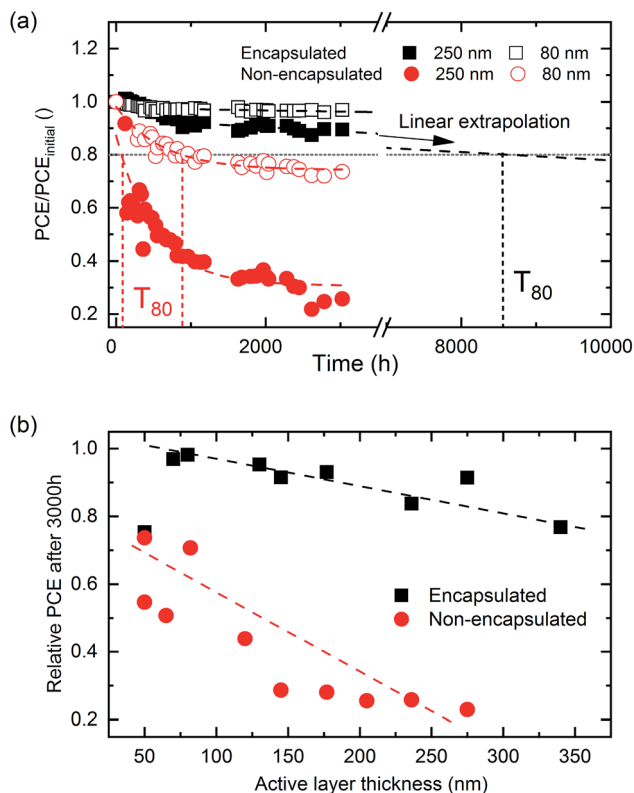 (a)
Encapsulated 250 nm 80 nm
Non-encapsulated 250 nm 80 nm
PCE/PCEinitial ()
1.2
1.0
0.8
0.6
0.4
0.2
Linear extrapolation
T80
T80
0 2000 8000 10000
Time (h)
(b)
Relative PCE after 3000h
1.0
0.8
0.6
0.4
0.2
Encapsulated
Non-encapsulated
50 100 150 200 250 300 350
Active layer thickness (nm)